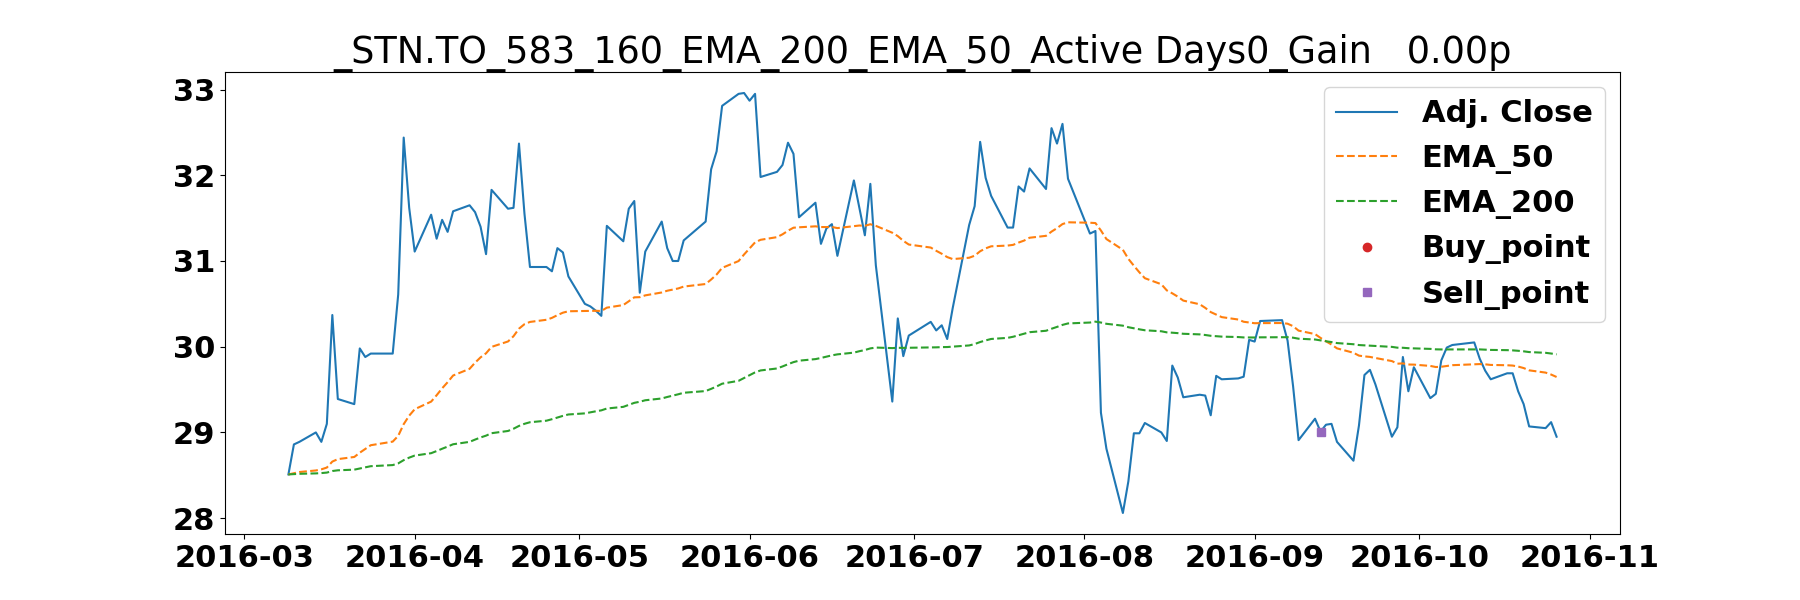 _STN.TO_583_160_EMA_200_EMA_50_Active Days0_Gain   0.00p
33
32
31
30
29
28
2016-03 2016-04 2016-05 2016-06 2016-07 2016-08 2016-09 2016-10 2016-11
Adj. Close
EMA_50
EMA_200
Buy_point
Sell_point